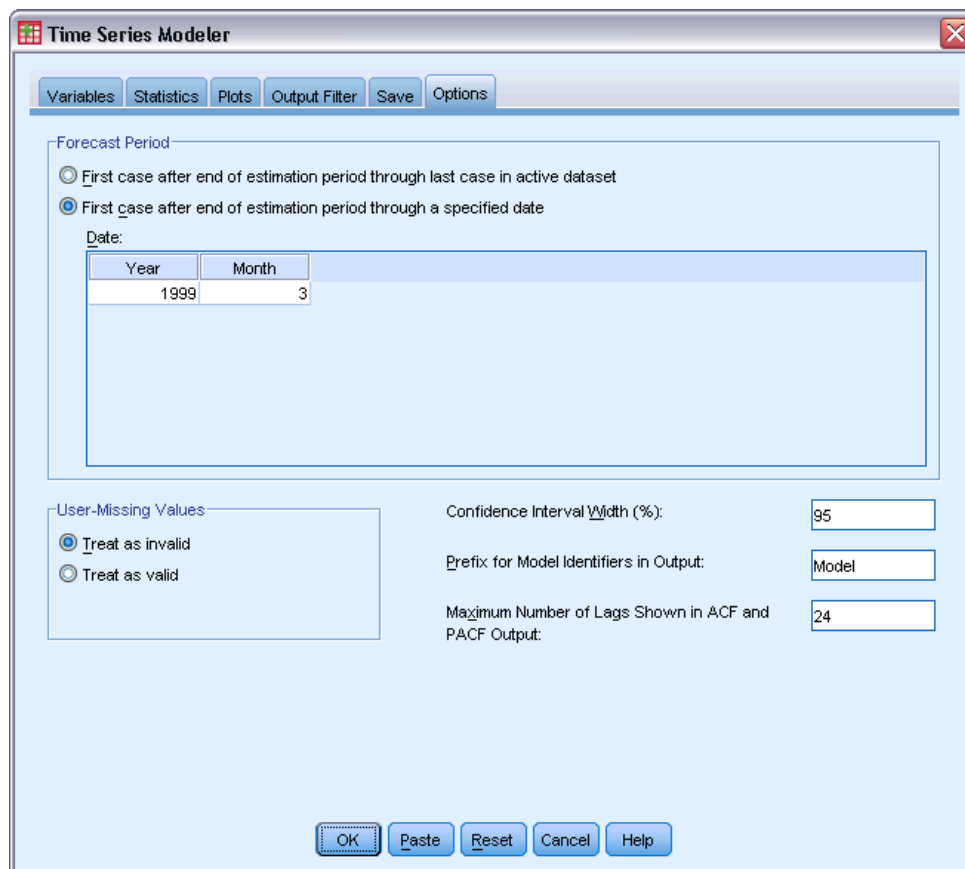 Time Series Modeler
Variables Statistics Plots Output Filter Save Options
Forecast Period
First case after end of estimation period through last case in active dataset
First case after end of estimation period through a specified date
Date:
Year Month
1999 3
User-Missing Values
Treat as invalid
Treat as valid
Confidence Interval Width (%):
95
Prefix for Model Identifiers in Output:
Model
Maximum Number of Lags Shown in ACF and
PACF Output:
24
OK Paste Reset Cancel Help